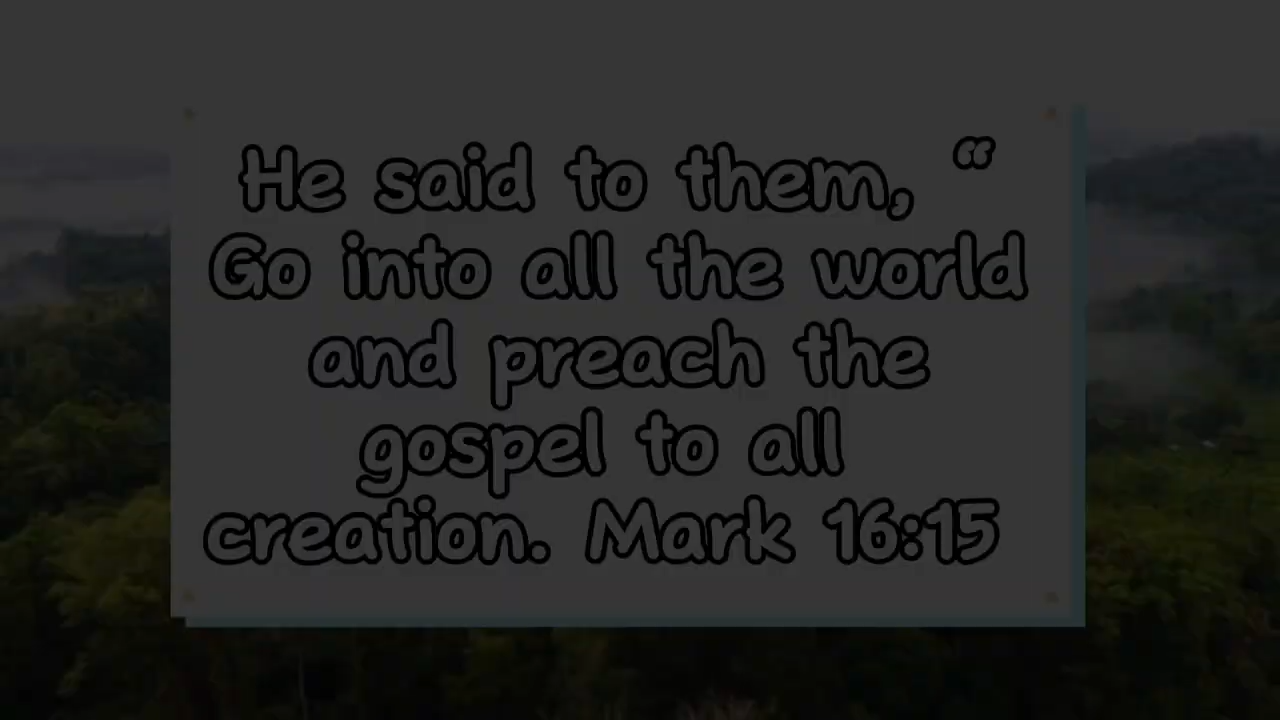 He said to them, “
Go into all the world
and preach the
gospel to all
creation. Mark 16:15